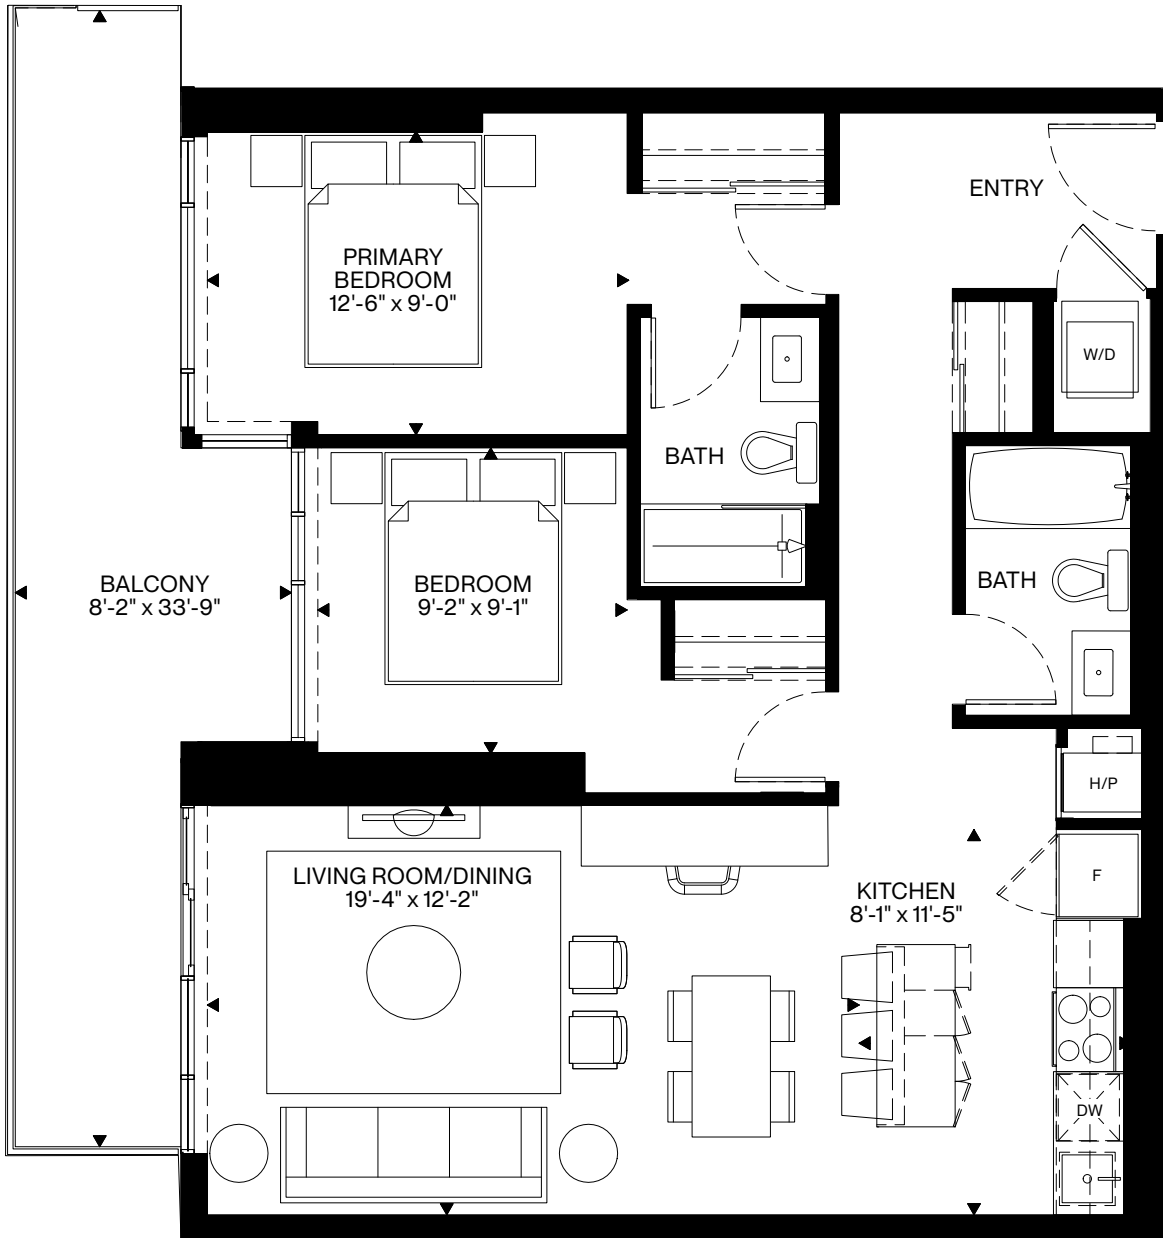 ENTRY
PRIMARY
BEDROOM
12'-6" x 9'-0"
W/D
BATH
BALCONY
8'-2" x 33'-9"
BEDROOM
9'-2" x 9'-1"
BATH
H/P
LIVING ROOM/DINING
19'-4" x 12'-2"
KITCHEN
8'-1" x 11'-5"
F
DW